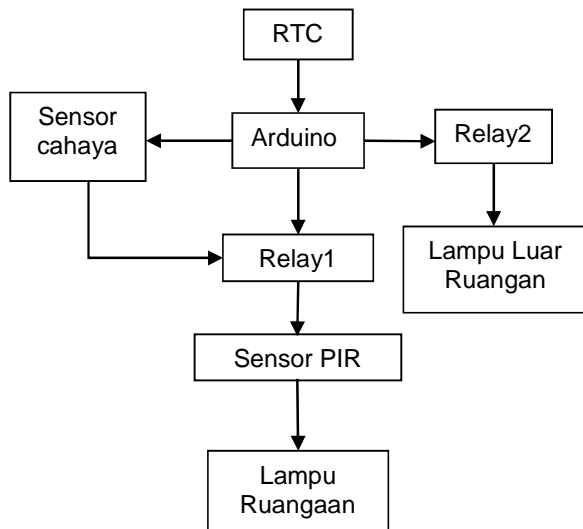 RTC
Sensor
cahaya
Arduino
Relay2
Relay1
Lampu Luar
Ruangan
Sensor PIR
Lampu
Ruangaan